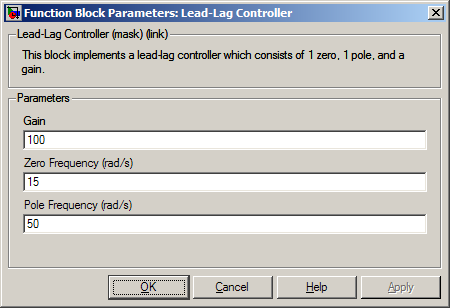 Function Block Parameters: Lead-Lag Controller
Lead-Lag Controller (mask) (link)
This block implements a lead-lag controller which consists of 1 zero, 1 pole, and a
gain.
Parameters
Gain
100
Zero Frequency (rad/s)
15
Pole Frequency (rad/s)
50
OK Cancel Help Apply